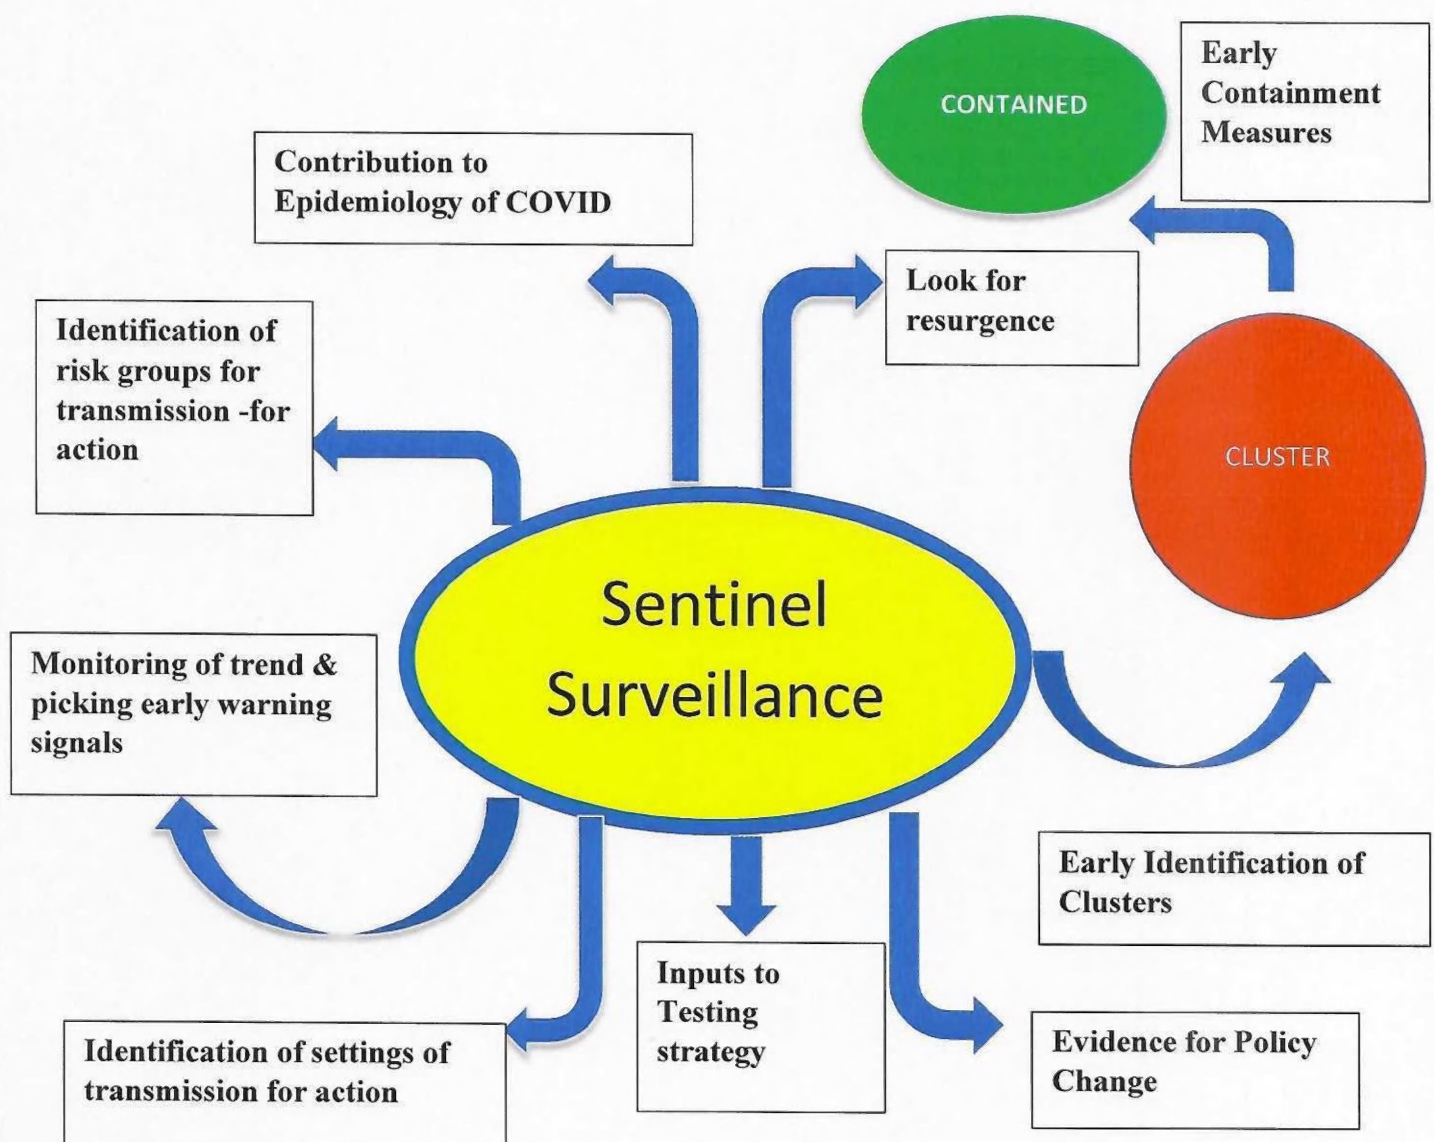 CONTAINED
Early
Containment
Measures
Contribution to
Epidemiology of COVID
Look for
resurgence
Identification of
risk groups for
transmission -for
action
CLUSTER
Sentinel
Surveillance
Monitoring of trend &
picking early warning
signals
Early Identification of
Clusters
Inputs to
Testing
strategy
Evidence for Policy
Change
Identification of settings of
transmission for action